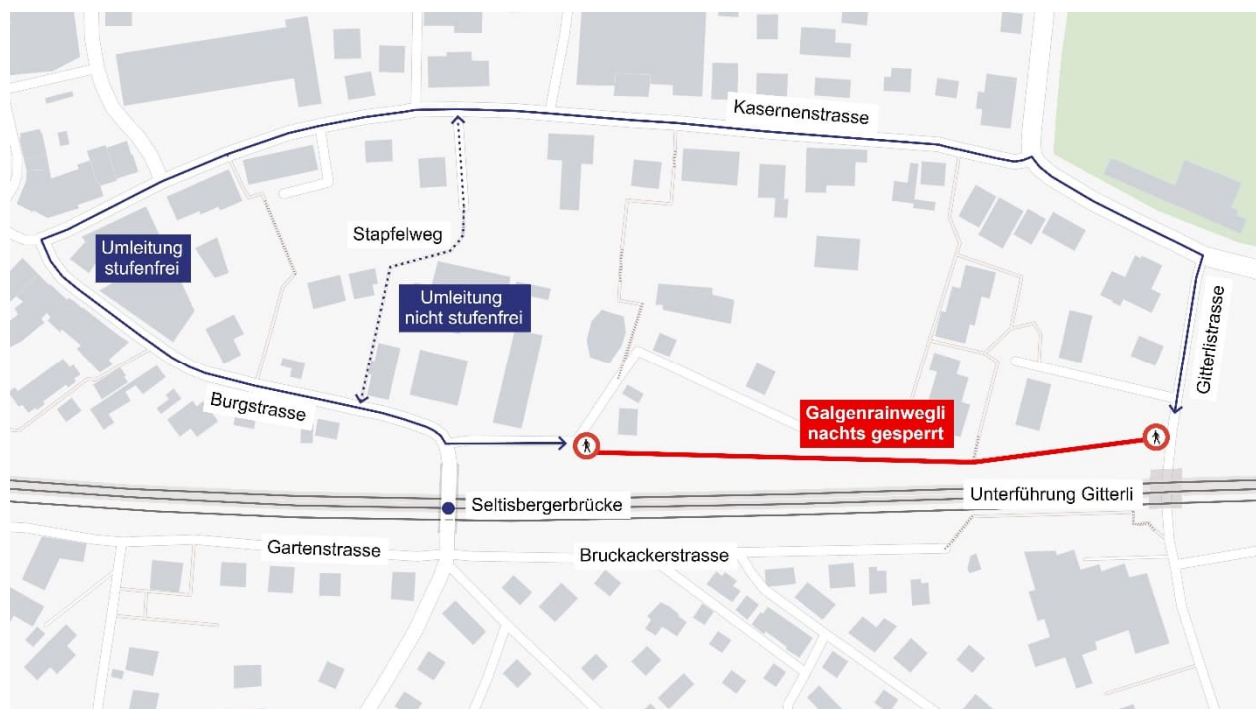 Kasernenstrasse
Stapfelweg
Umleitung
stufenfrei
Umleitung
nicht stufenfrei
Gitterlistrasse
Burgstrasse
Galgenrainwegli
nachts gesperrt
Unterführung Gitterli
Seltisbergerbrücke
Gartenstrasse
Bruckackerstrasse